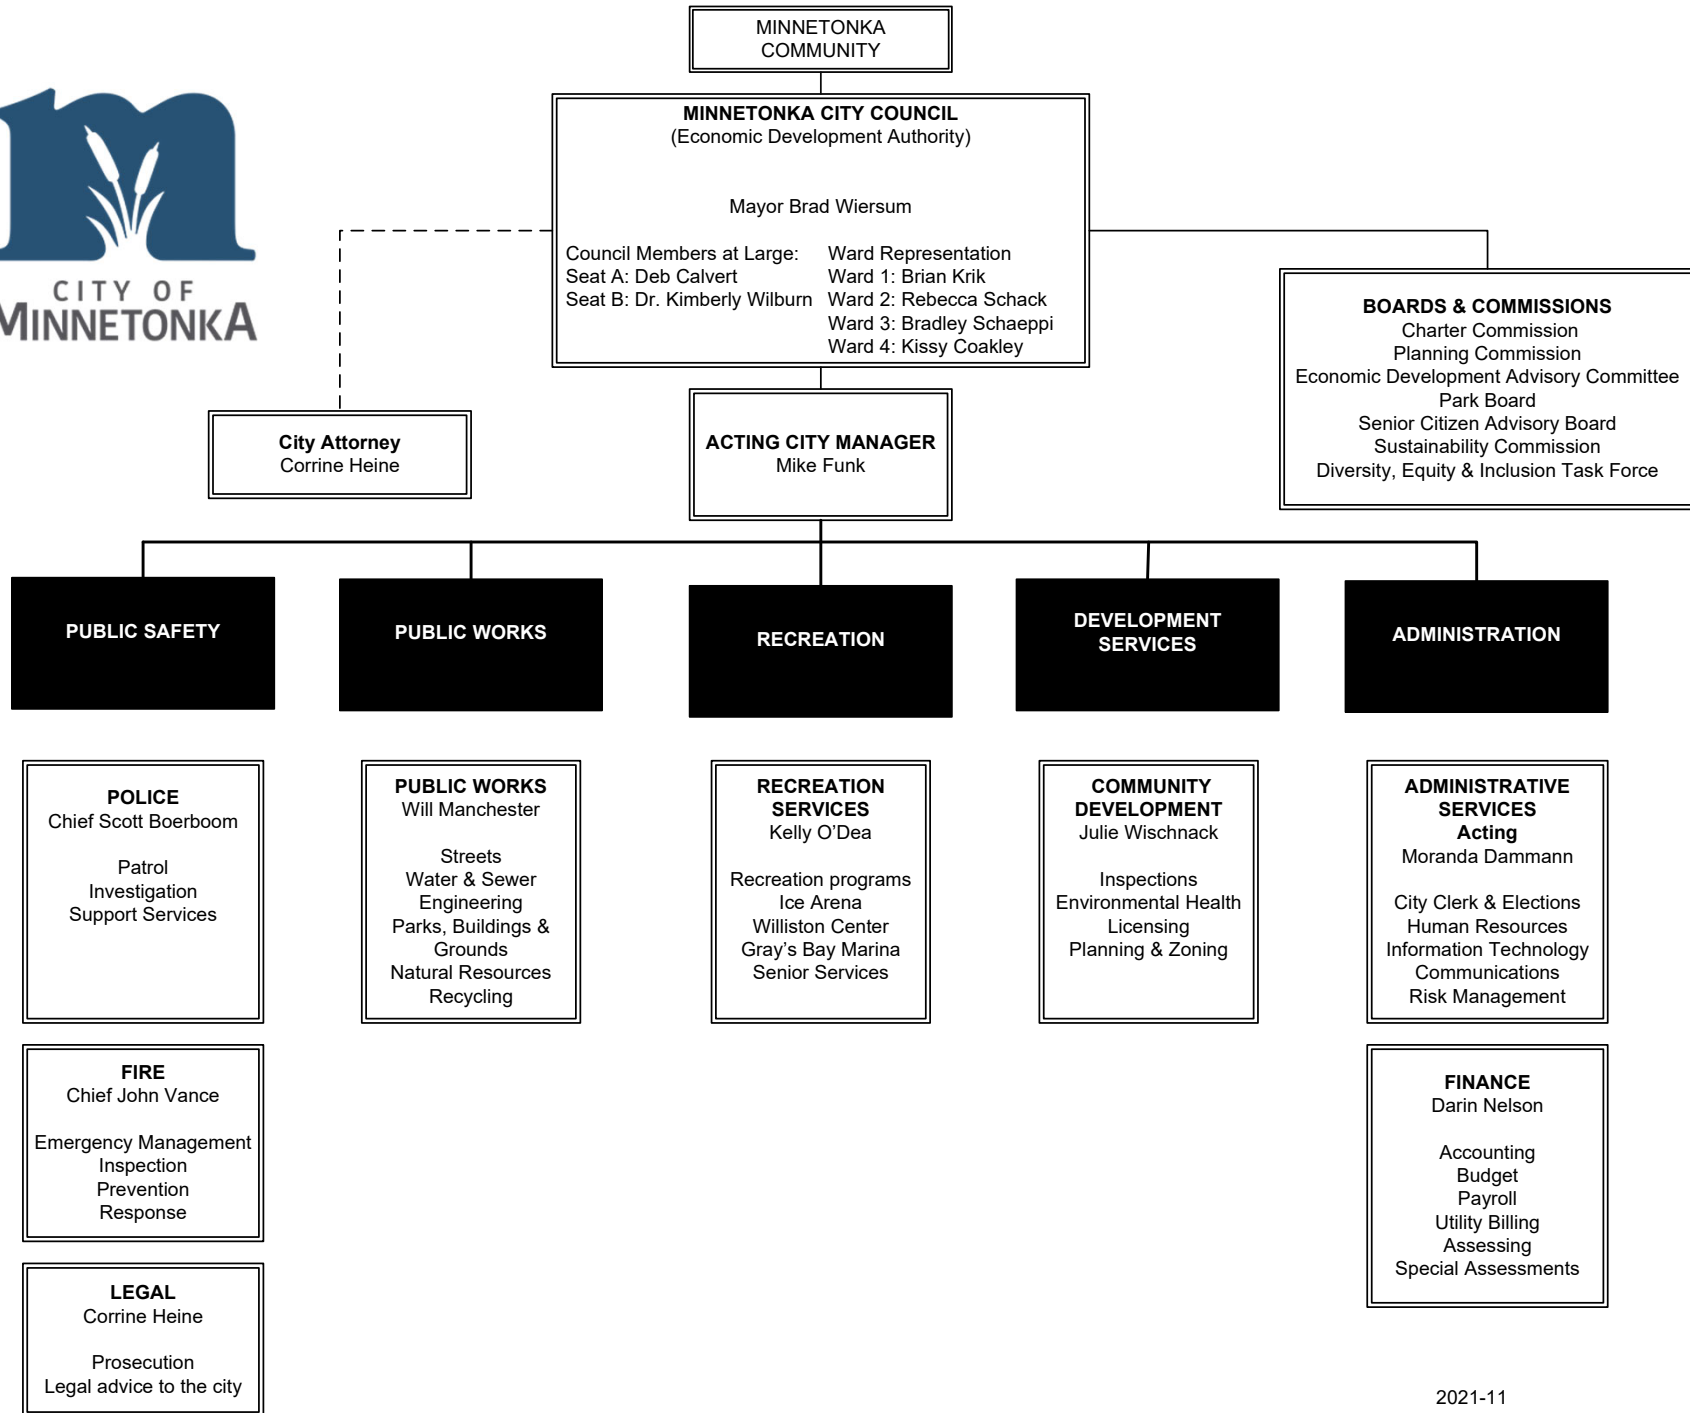 MINNETONKA
COMMUNITY
MINNETONKA CITY COUNCIL
(Economic Development Authority)
Mayor Brad Wiersum
Council Members at Large:
Seat A: Deb Calvert
Seat B: Dr. Kimberly Wilburn
Ward Representation
Ward 1: Brian Krik
Ward 2: Rebecca Schack
Ward 3: Bradley Schaeppi
Ward 4: Kissy Coakley
m
CITY OF
MINNETONKA
BOARDS & COMMISSIONS
Charter Commission
Planning Commission
Economic Development Advisory Committee
Park Board
Senior Citizen Advisory Board
Sustainability Commission
Diversity, Equity & Inclusion Task Force
City Attorney
Corrine Heine
ACTING CITY MANAGER
Mike Funk
PUBLIC SAFETY
PUBLIC WORKS
RECREATION
DEVELOPMENT
SERVICES
ADMINISTRATION
POLICE
Chief Scott Boerboom
Patrol
Investigation
Support Services
PUBLIC WORKS
Will Manchester
Streets
Water & Sewer
Engineering
Parks, Buildings &
Grounds
Natural Resources
Recycling
RECREATION
SERVICES
Kelly O’Dea
Recreation programs
Ice Arena
Williston Center
Gray’s Bay Marina
Senior Services
COMMUNITY
DEVELOPMENT
Julie Wischnack
Inspections
Environmental Health
Licensing
Planning & Zoning
ADMINISTRATIVE
SERVICES
Acting
Moranda Dammann
City Clerk & Elections
Human Resources
Information Technology
Communications
Risk Management
FIRE
Chief John Vance
Emergency Management
Inspection
Prevention
Response
FINANCE
Darin Nelson
Accounting
Budget
Payroll
Utility Billing
Assessing
Special Assessments
LEGAL
Corrine Heine
Prosecution
Legal advice to the city
2021-11